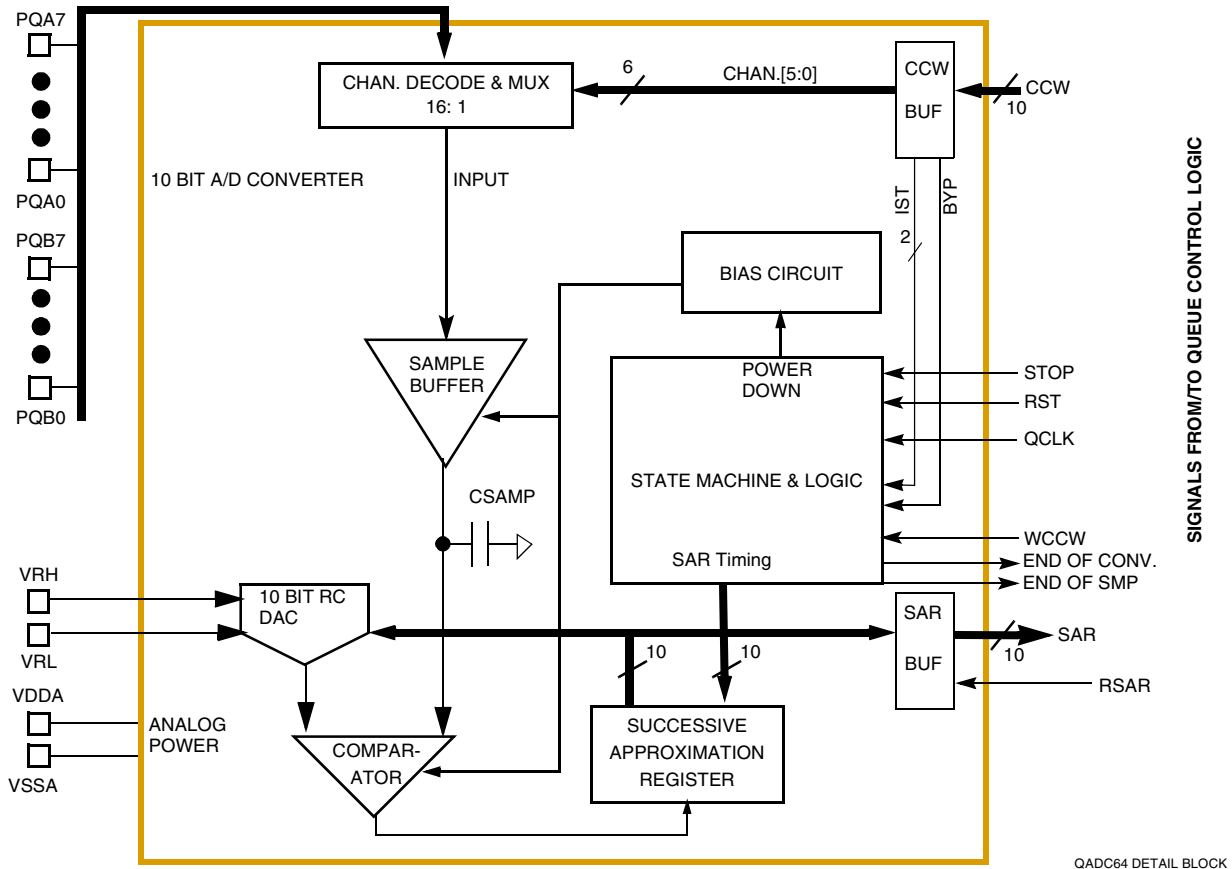 PQA7
PQA0
PQB7
PQB0
VRH
VRL
VDDA
VSSA
CHAN. DECODE & MUX
16: 1
6
CHAN.[5:0]
CCW
BUF
10
CCW
10 BIT A/D CONVERTER
INPUT
IST
BYP
2
BIAS CIRCUIT
SAMPLE
BUFFER
POWER
DOWN
STATE MACHINE & LOGIC
SAR Timing
STOP
RST
QCLK
WCCW
END OF CONV.
END OF SMP
CSAMP
10 BIT RC
DAC
10
10
SAR
BUF
10
SAR
RSAR
ANALOG
POWER
COMPAR-
ATOR
SUCCESSIVE
APPROXIMATION
REGISTER
SIGNALS FROM/TO QUEUE CONTROL LOGIC
QADC64 DETAIL BLOCK